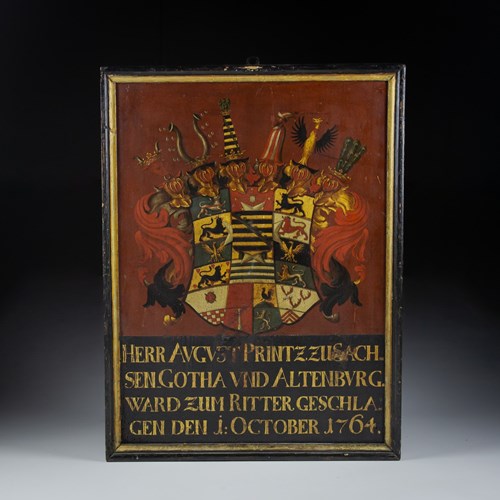 HERR AVGVST PRINTZ ZU SACH-
SEN GOTHA VND ALTENBVRG.
WARD ZUM RITTER GESCHLA-
GEN DEN 1: OCTOBER 1764.